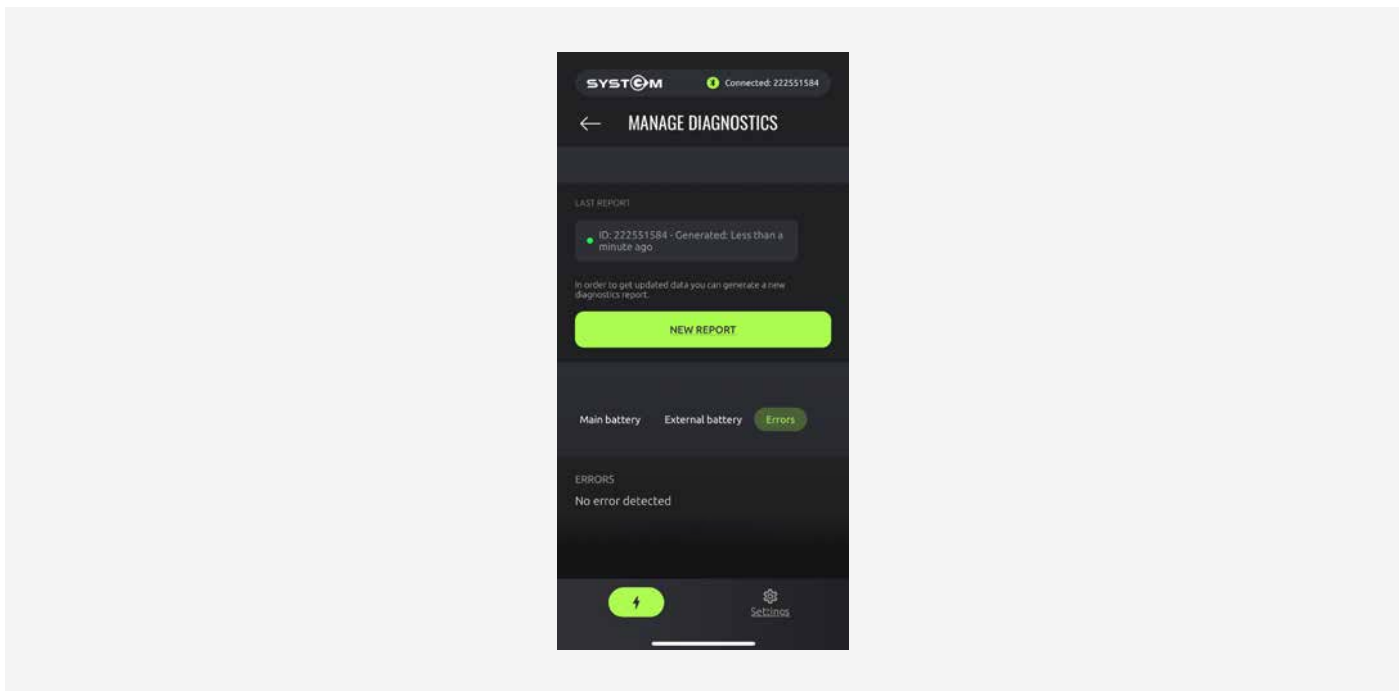 SYSTEM
Connected: 222551584
MANAGE DIAGNOSTICS
LAST REPORT
ID: 222551584 - Generated: Less than a
minute ago
In order to get updated data you can generate a new
diagnostics report.
NEW REPORT
Main battery External battery Errors
ERRORS
No error detected
Settings